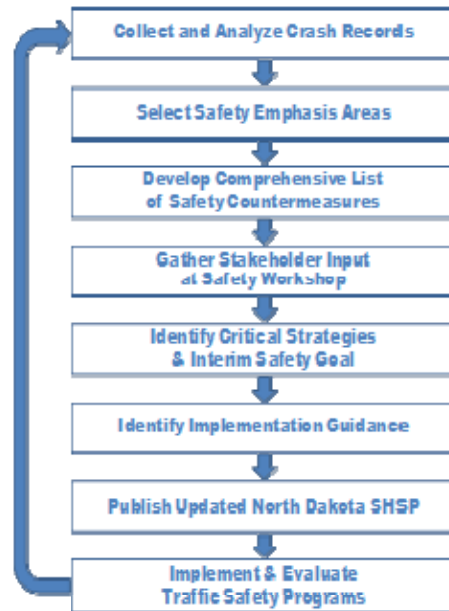 Collect and Analyze Crash Records
Select Safety Emphasis Areas
Develop Comprehensive List
of Safety Countermeasures
Gather Stakeholder Input
at Safety Workshop
Identify Critical Strategies
& Interim Safety Goal
Identify Implementation Guidance
Publish Updated North Dakota SHSP
Implement & Evaluate
Traffic Safety Programs